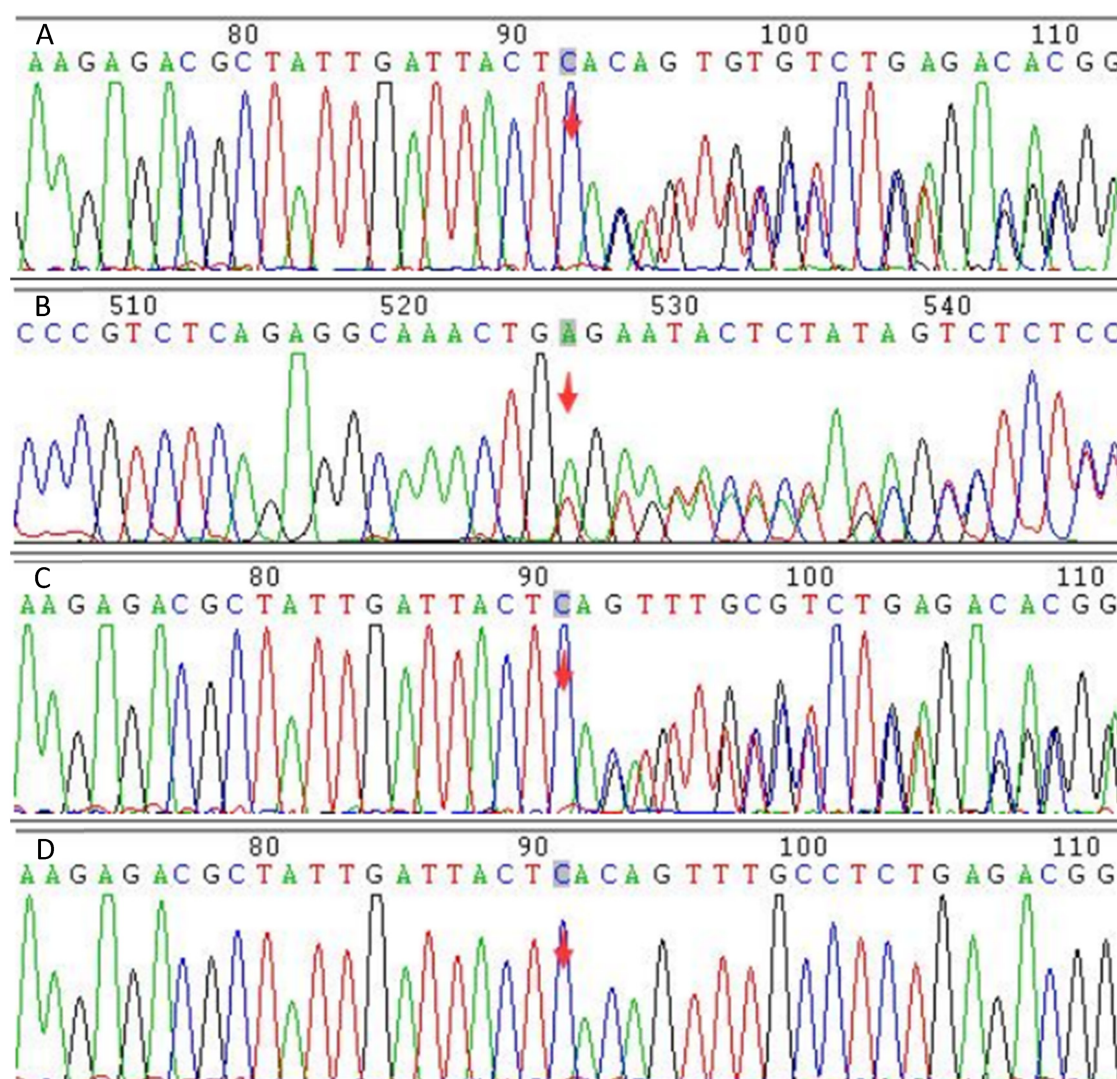 A
80 90 100 110
AAGAGACGCTATTGATTACTCACAGTGTGTCTGAGACACGG
B
510 520 530 540
CCCGTCTCAGAGGCAAACTGAGAATACTCTATAGTCTCTCC
C
80 90 100 110
AAGAGACGCTATTGATTACTCAGTTTGCGTCTGAGACACGG
D
80 90 100 110
AAGAGACGCTATTGATTACTCACAGTTTGCCTCTGAGACGG